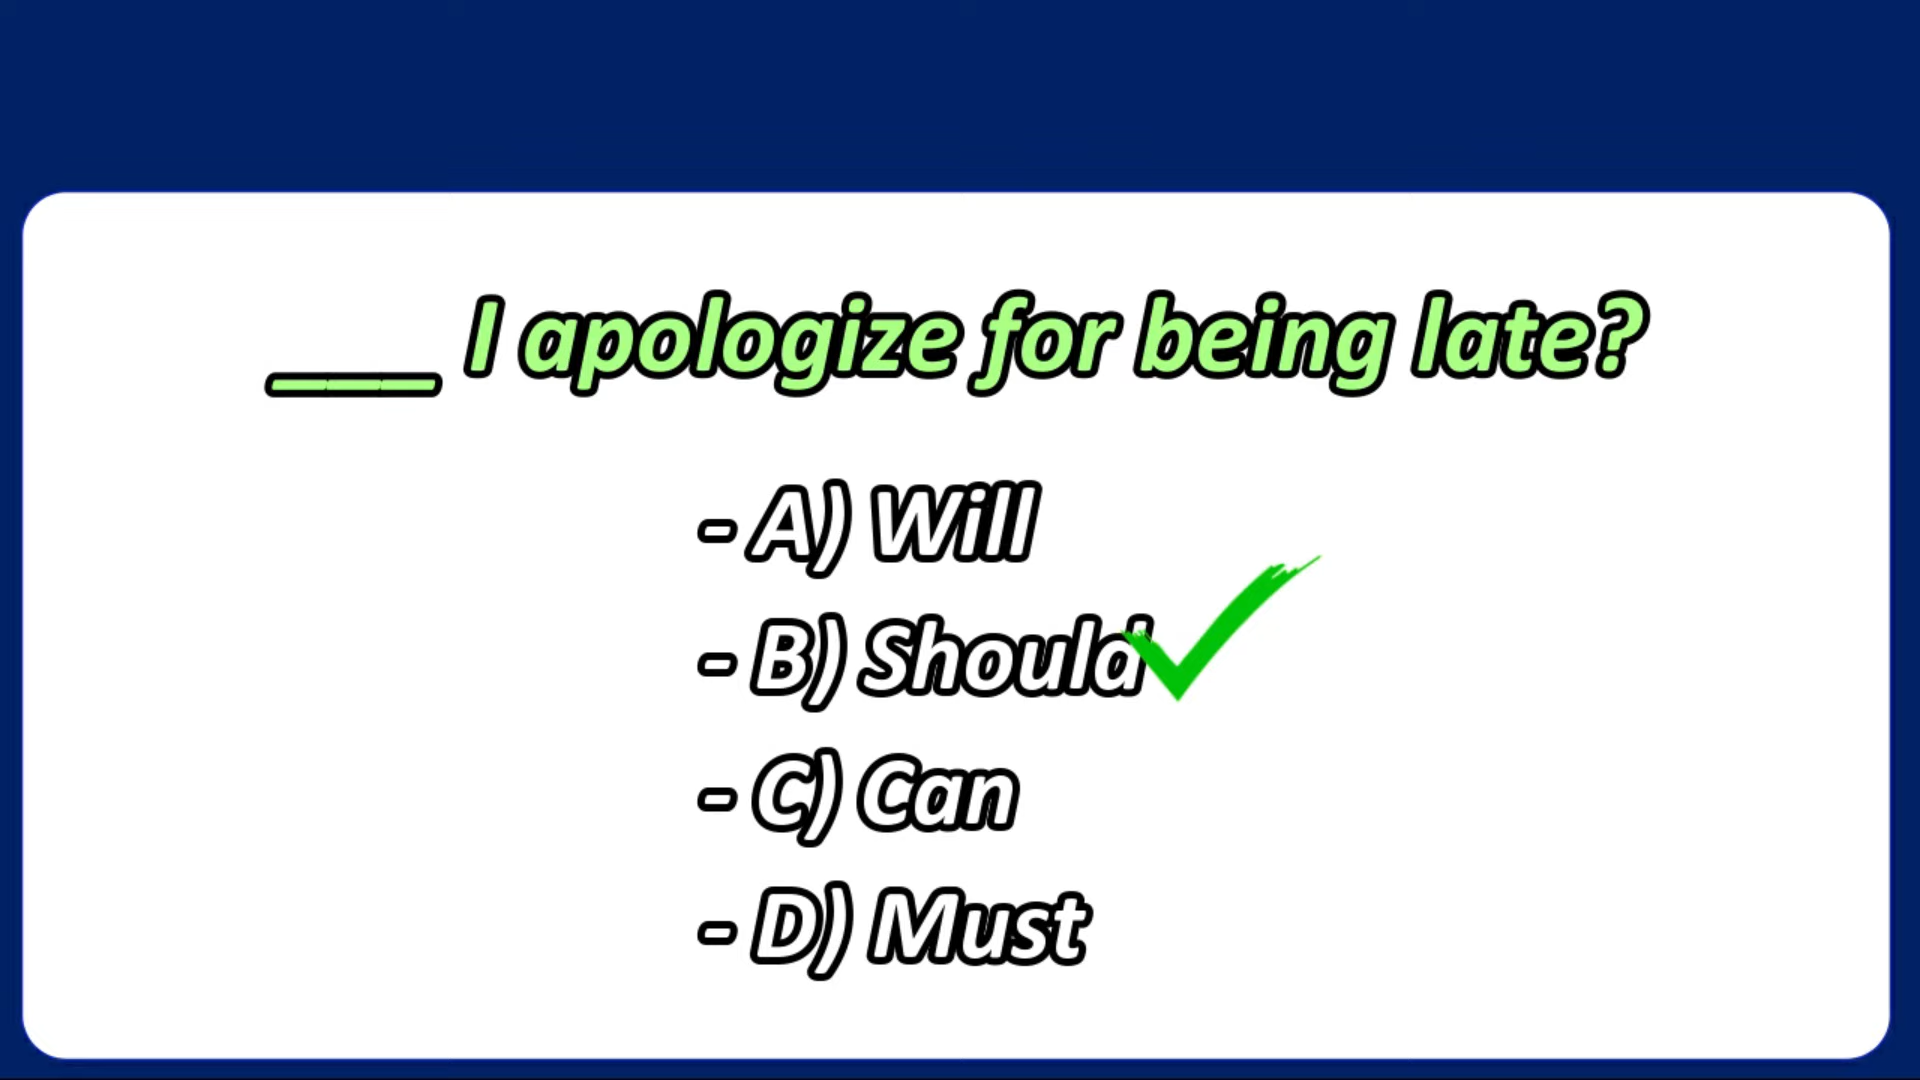 ___ I apologize for being late?
- A) Will
- B) Should
- C) Can
- D) Must